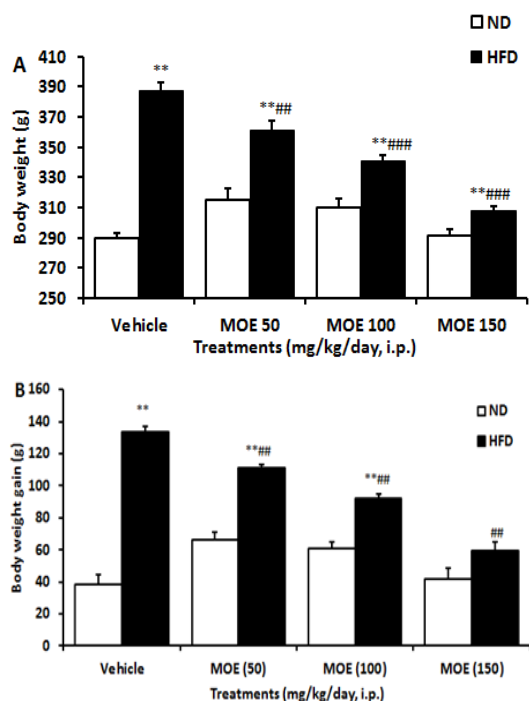 ND
HFD
A
410
390
370
350
330
310
290
270
250
Body weight (g)
**
**##
**###
**###
Vehicle MOE 50 MOE 100 MOE 150
Treatments (mg/kg/day, i.p.)
B
160
140
120
100
80
60
40
20
0
Body weight gain (g)
ND
HFD
**
**##
**##
##
Vehicle MOE (50) MOE (100) MOE (150)
Treatments (mg/kg/day, i.p.)